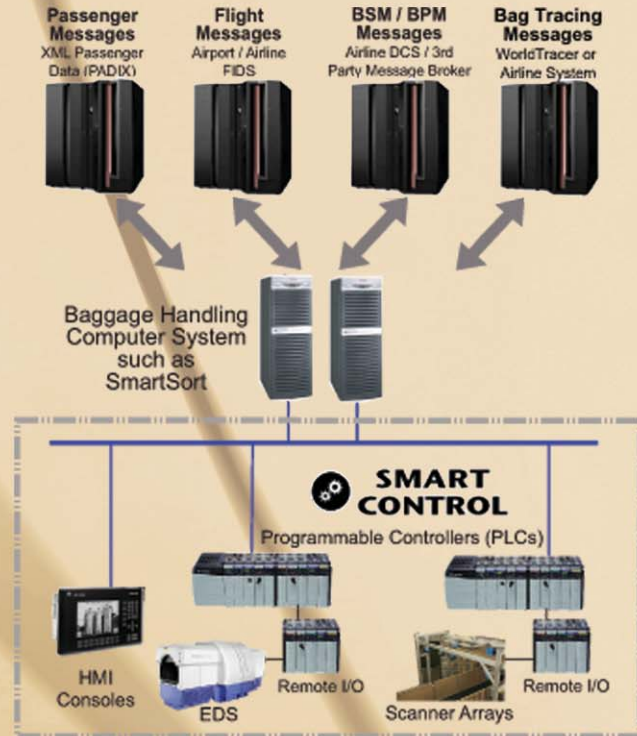 Passenger
Messages
XML Passenger
Data (PADIX)
Flight
Messages
Airport / Airline
FIDS
BSM / BPM
Messages
Airline DCS / 3rd
Party Message Broker
Bag Tracing
Messages
WorldTracer or
Airline System
Baggage Handling
Computer System
such as
SmartSort
SMART
CONTROL
Programmable Controllers (PLCs)
HMI
Consoles
EDS
Remote I/O
Scanner Arrays
Remote I/O